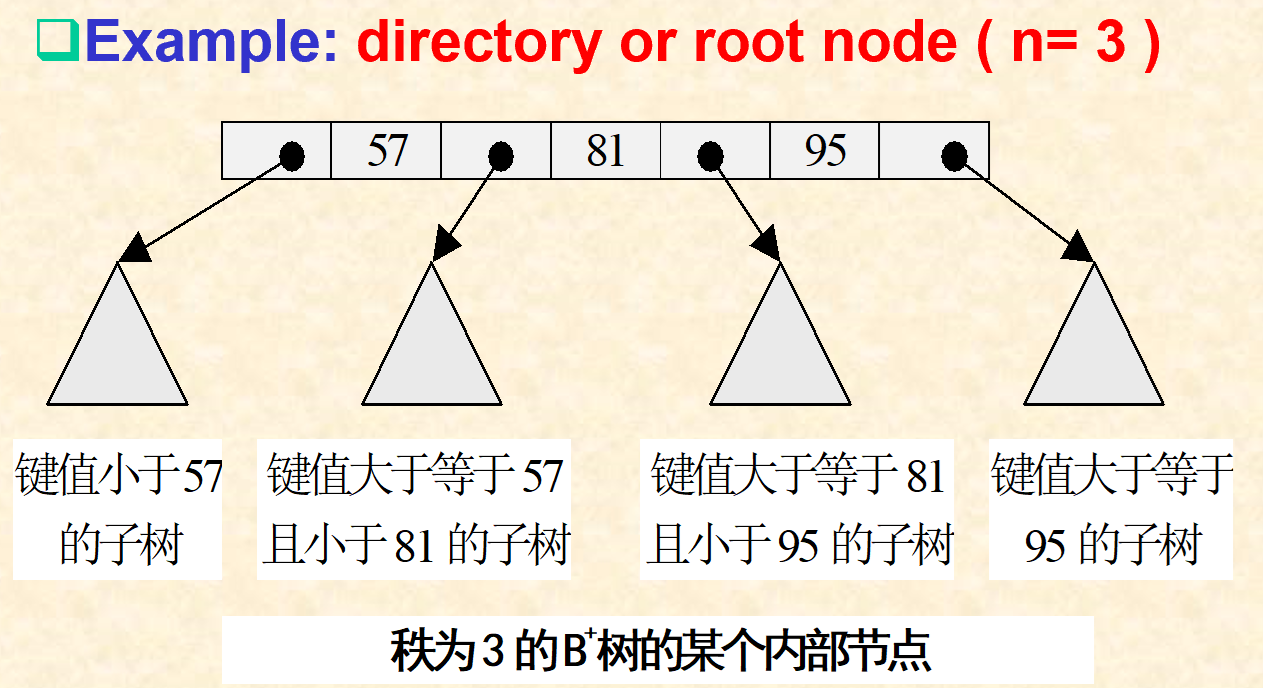 Example: directory or root node ( n= 3 )
57 81 95
键值小于57
的子树
键值大于等于 57
且小于 81 的子树
键值大于等于 81
且小于 95 的子树
键值大于等于
95 的子树
秩为 3 的B⁺树的某个内部节点